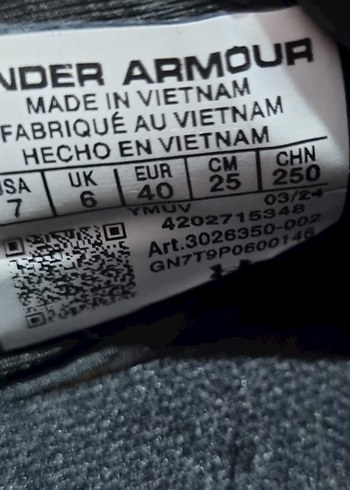 NDER ARMOUR
MADE IN VIETNAM
FABRIQUÉ AU VIETNAM
HECHO EN VIETNAM
USA UK EUR CM CHN
7 6 40 25 250
YMUV 03/24
4202715348
Art.3026350-002
GN7T9P0600146